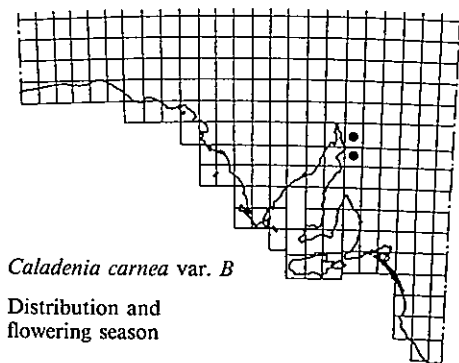 Caladenia carnea var. B
Distribution and
flowering season